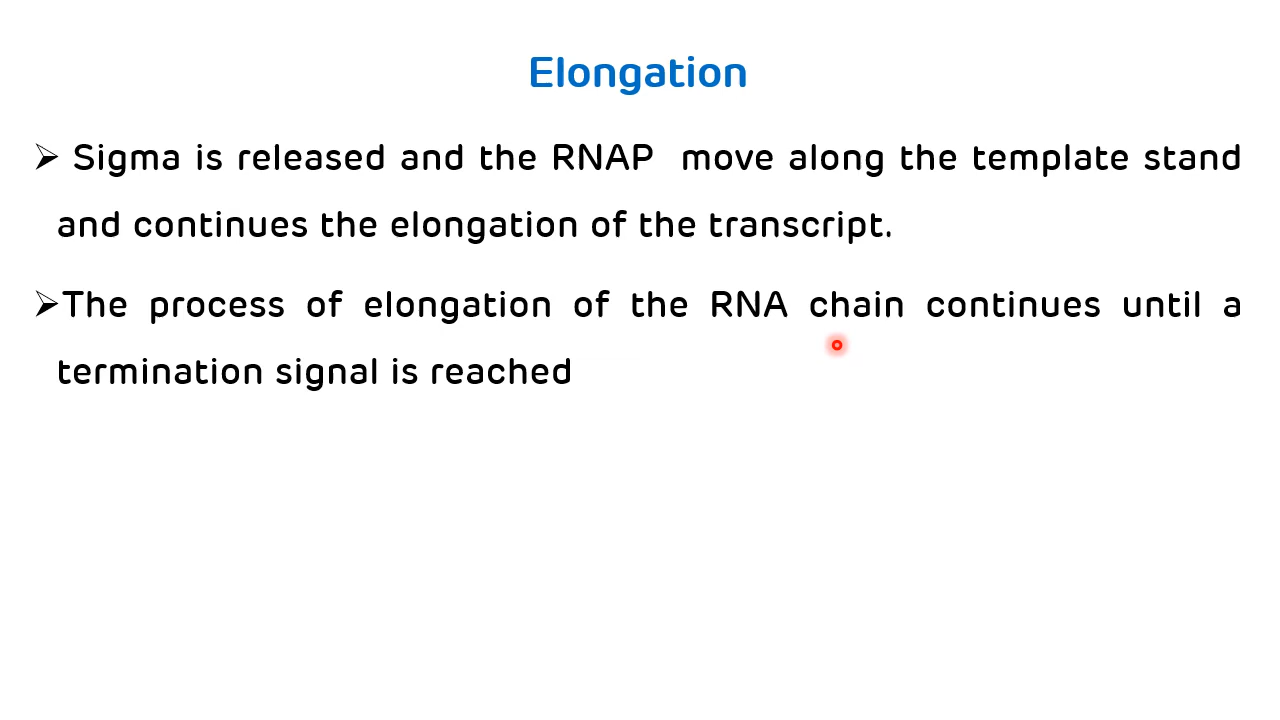 Elongation
➢ Sigma is released and the RNAP move along the template stand
and continues the elongation of the transcript.
➢The process of elongation of the RNA chain continues until a
termination signal is reached